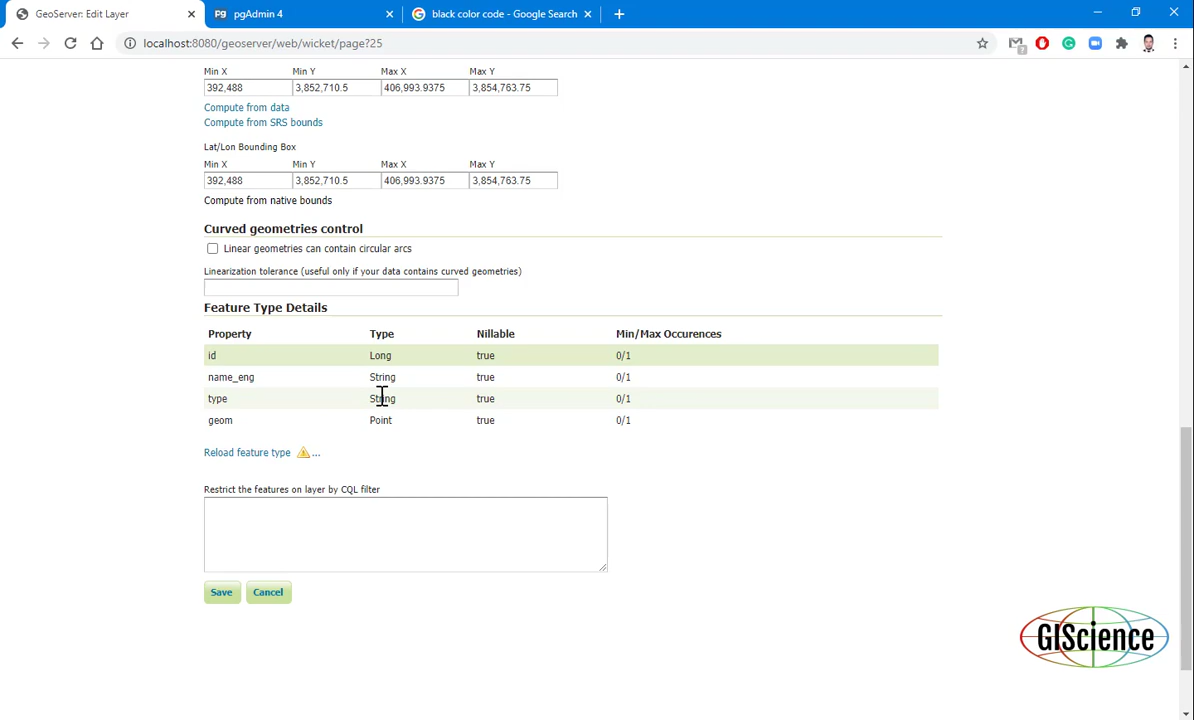 GeoServer: Edit Layer
Pg pgAdmin 4
G black color code - Google Search
localhost:8080/geoserver/web/wicket/page?25
Min X Min Y Max X Max Y
392,488 3,852,710.5 406,993.9375 3,854,763.75
Compute from data
Compute from SRS bounds
Lat/Lon Bounding Box
Min X Min Y Max X Max Y
392,488 3,852,710.5 406,993.9375 3,854,763.75
Compute from native bounds
Curved geometries control
Linear geometries can contain circular arcs
Linearization tolerance (useful only if your data contains curved geometries)
Feature Type Details
Property Type Nillable Min/Max Occurences
id Long true 0/1
name_eng String true 0/1
type String true 0/1
geom Point true 0/1
Reload feature type ...
Restrict the features on layer by CQL filter
Save Cancel
GIScience